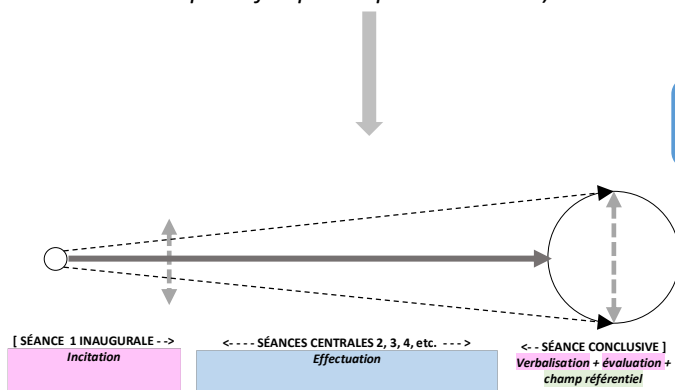 [ SÉANCE 1 INAUGURALE - ->
Incitation
<- - - - SÉANCES CENTRALES 2, 3, 4, etc. - - - >
Effectuation
<- - SÉANCE CONCLUSIVE ]
Verbalisation + évaluation +
champ référentiel